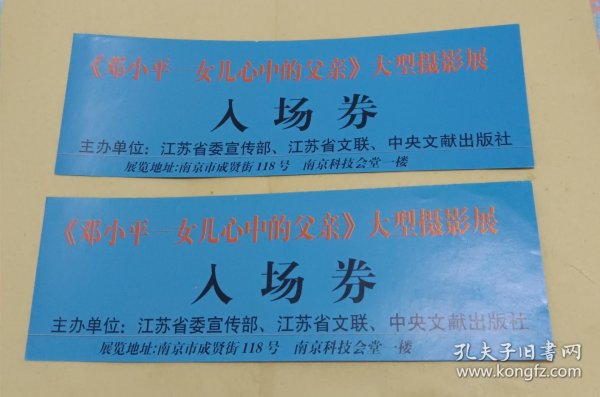 《邓小平—女儿心中的父亲》大型摄影展
入场券
主办单位：江苏省委宣传部、江苏省文联、中央文献出版社
展览地址:南京市成贤街118号 南京科技会堂一楼
《邓小平—女儿心中的父亲》大型摄影展
入场券
主办单位：江苏省委宣传部、江苏省文联、中央文献出版社
展览地址:南京市成贤街118号 南京科技会堂一楼
孔夫子旧书网
www.kongfz.com